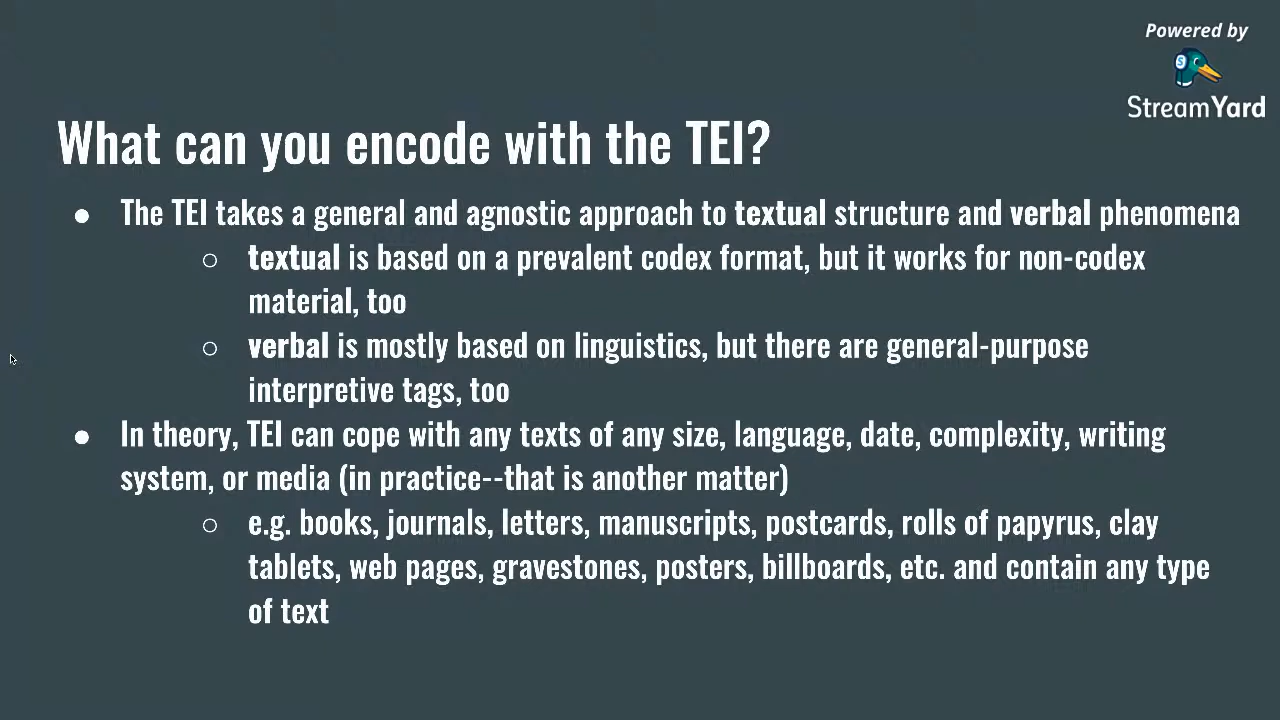 Powered by
StreamYard
What can you encode with the TEI?
● The TEI takes a general and agnostic approach to textual structure and verbal phenomena
○ textual is based on a prevalent codex format, but it works for non-codex
material, too
○ verbal is mostly based on linguistics, but there are general-purpose
interpretive tags, too
● In theory, TEI can cope with any texts of any size, language, date, complexity, writing
system, or media (in practice--that is another matter)
○ e.g. books, journals, letters, manuscripts, postcards, rolls of papyrus, clay
tablets, web pages, gravestones, posters, billboards, etc. and contain any type
of text